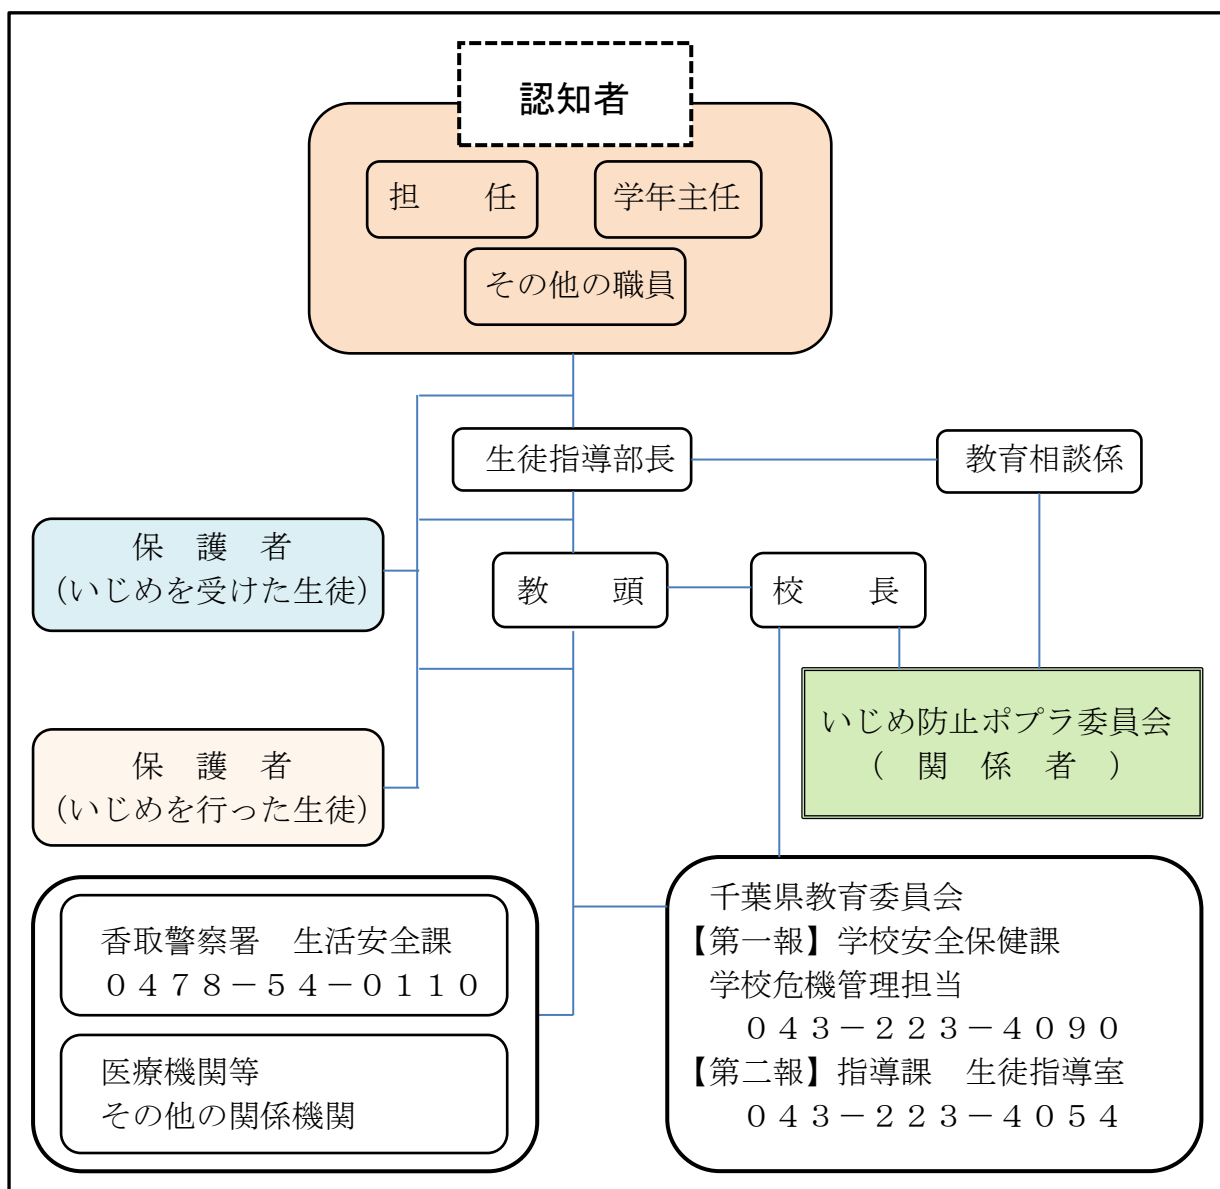 認知者
担　　任
学年主任
その他の職員
生徒指導部長
教育相談係
保　護　者
（いじめを受けた生徒）
教　　頭
校　　長
いじめ防止ポプラ委員会
（　関　係　者　）
保　護　者
（いじめを行った生徒）
香取警察署　生活安全課
０４７８－５４－０１１０
医療機関等
その他の関係機関
千葉県教育委員会
【第一報】学校安全保健課
学校危機管理担当
０４３－２２３－４０９０
【第二報】指導課　生徒指導室
０４３－２２３－４０５４